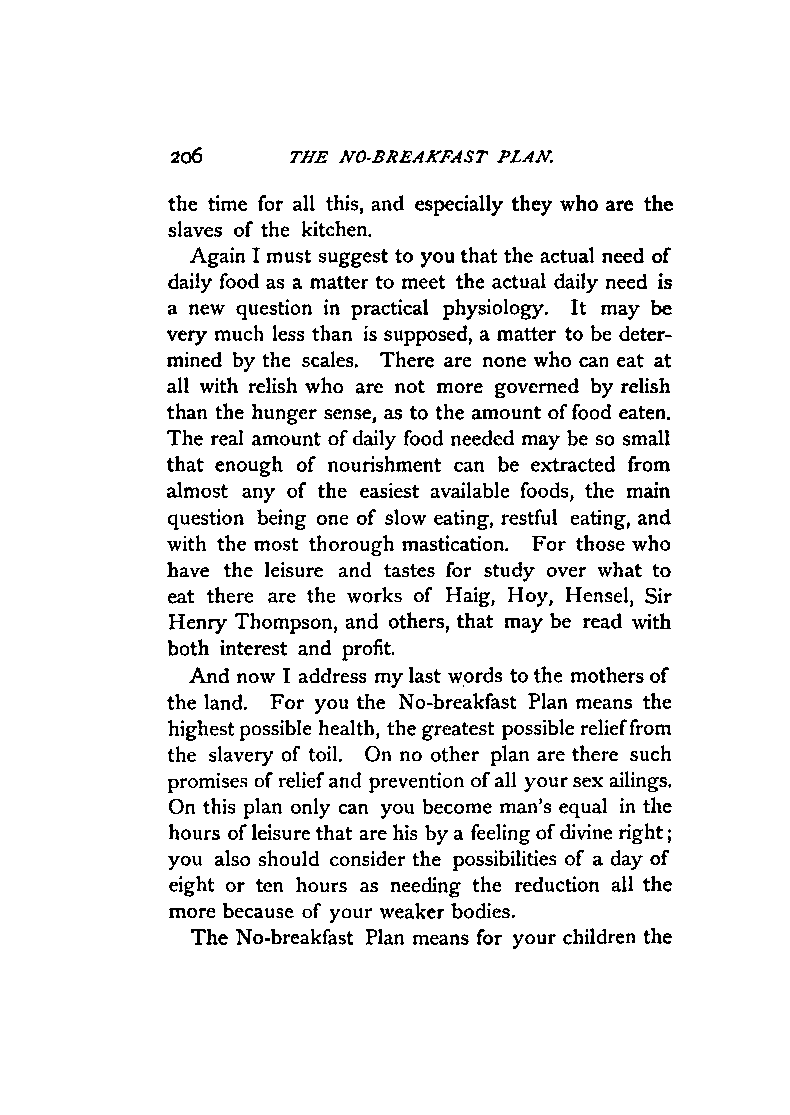 206 THE NO-BREAKFAST PLAN.
the time for all this, and especially they who are the
slaves of the kitchen.
Again I must suggest to you that the actual need of
daily food as a matter to meet the actual daily need is
a new question in practical physiology. It may be
very much less than is supposed, a matter to be deter-
mined by the scales. There are none who can eat at
all with relish who are not more governed by relish
than the hunger sense, as to the amount of food eaten.
The real amount of daily food needed may be so small
that enough of nourishment can be extracted from
almost any of the easiest available foods, the main
question being one of slow eating, restful eating, and
with the most thorough mastication. For those who
have the leisure and tastes for study over what to
eat there are the works of Haig, Hoy, Hensel, Sir
Henry Thompson, and others, that may be read with
both interest and profit.
And now I address my last words to the mothers of
the land. For you the No-breakfast Plan means the
highest possible health, the greatest possible relief from
the slavery of toil. On no other plan are there such
promises of relief and prevention of all your sex ailings.
On this plan only can you become man's equal in the
hours of leisure that are his by a feeling of divine right;
you also should consider the possibilities of a day of
eight or ten hours as needing the reduction all the
more because of your weaker bodies.
The No-breakfast Plan means for your children the